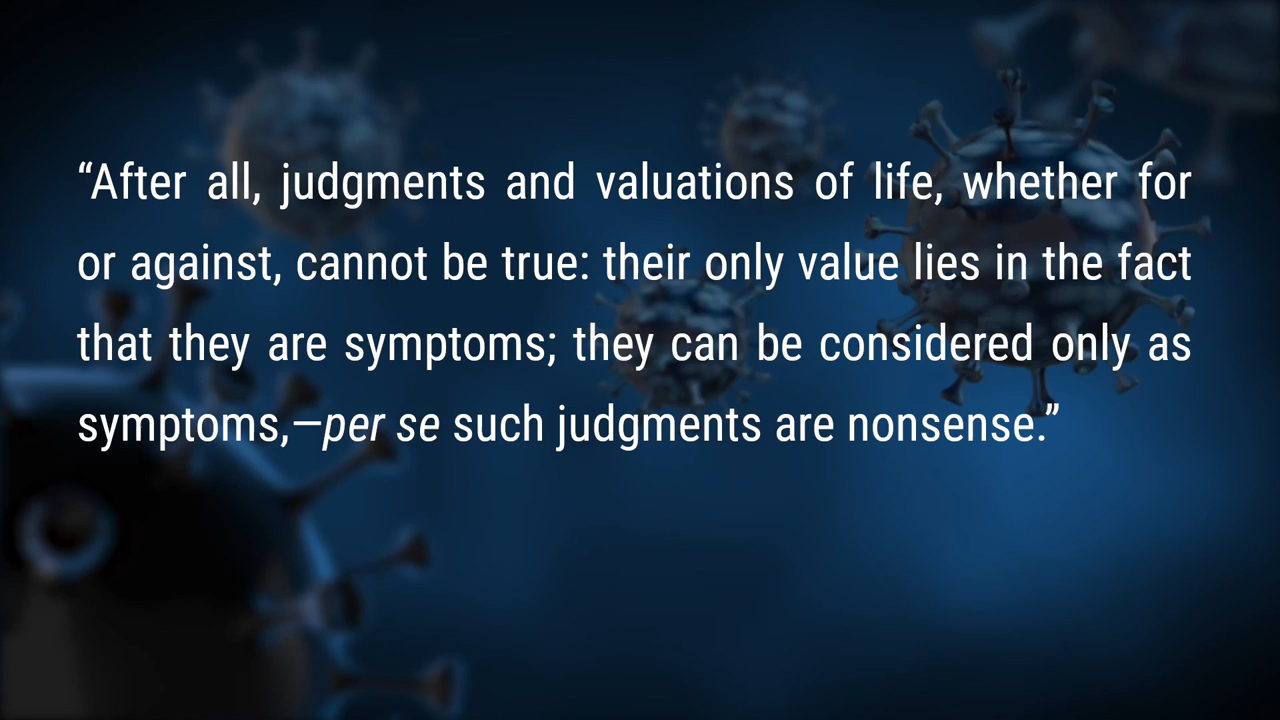 “After all, judgments and valuations of life, whether for
or against, cannot be true: their only value lies in the fact
that they are symptoms; they can be considered only as
symptoms,—per se such judgments are nonsense.”